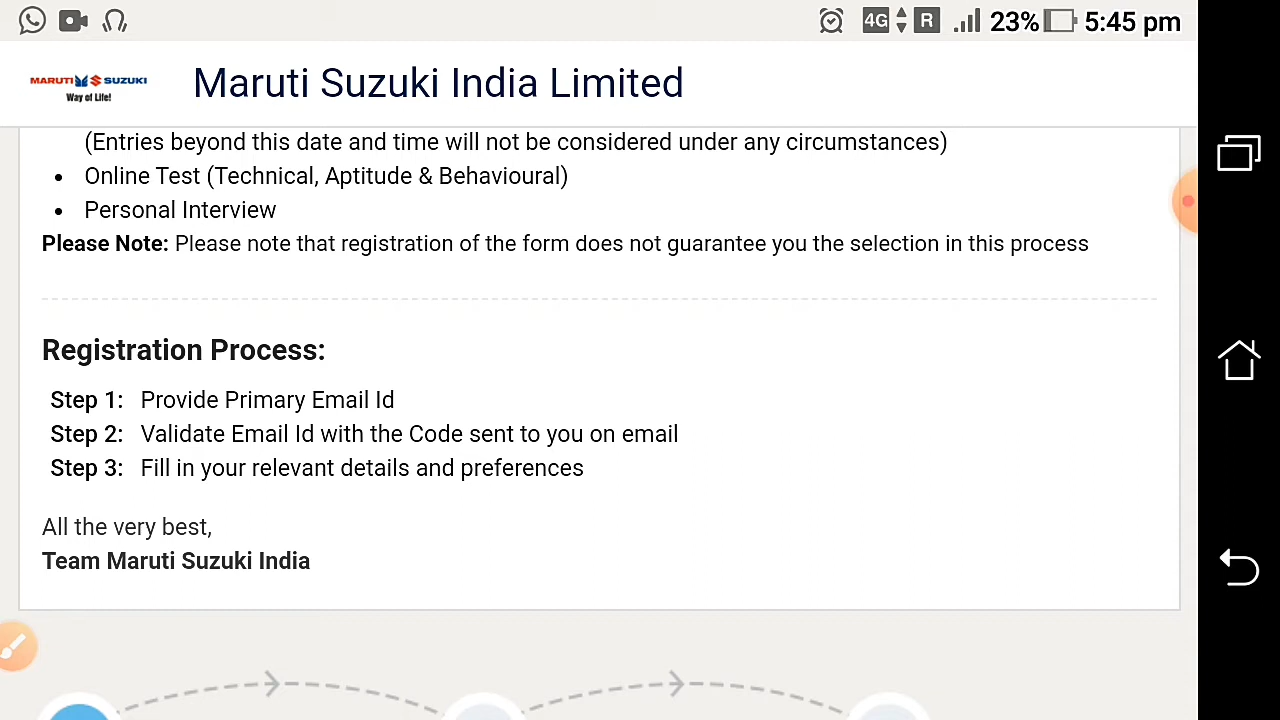 4G R 23% 5:45 pm
MARUTI SUZUKI
Way of Life!
Maruti Suzuki India Limited
(Entries beyond this date and time will not be considered under any circumstances)
• Online Test (Technical, Aptitude & Behavioural)
• Personal Interview
Please Note: Please note that registration of the form does not guarantee you the selection in this process
Registration Process:
Step 1: Provide Primary Email Id
Step 2: Validate Email Id with the Code sent to you on email
Step 3: Fill in your relevant details and preferences
All the very best,
Team Maruti Suzuki India